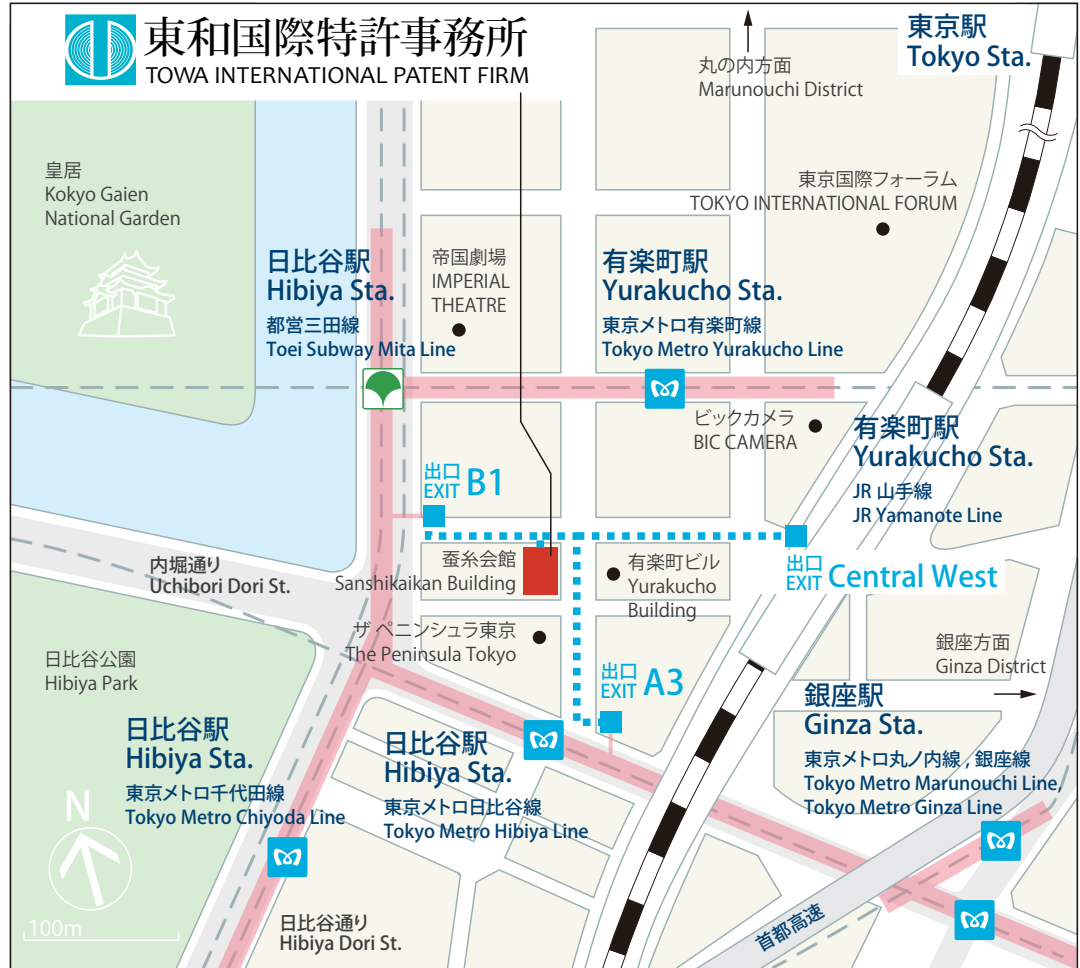 東和国際特許事務所
TOWA INTERNATIONAL PATENT FIRM
東京駅
Tokyo Sta.
丸の内方面
Marunouchi District
皇居
Kokyo Gaien
National Garden
東京国際フォーラム
TOKYO INTERNATIONAL FORUM
日比谷駅
Hibiya Sta.
都営三田線
Toei Subway Mita Line
帝国劇場
IMPERIAL
THEATRE
有楽町駅
Yurakucho Sta.
東京メトロ有楽町線
Tokyo Metro Yurakucho Line
ビックカメラ
BIC CAMERA
有楽町駅
Yurakucho Sta.
JR 山手線
JR Yamanote Line
出口
EXIT B1
内堀通り
Uchibori Dori St.
蚕糸会館
Sanshikaikan Building
有楽町ビル
Yurakucho
Building
出口
EXIT Central West
ザ ペニンシュラ東京
The Peninsula Tokyo
銀座方面
Ginza District
日比谷公園
Hibiya Park
出口
EXIT A3
日比谷駅
Hibiya Sta.
東京メトロ千代田線
Tokyo Metro Chiyoda Line
日比谷駅
Hibiya Sta.
東京メトロ日比谷線
Tokyo Metro Hibiya Line
銀座駅
Ginza Sta.
東京メトロ丸ノ内線 , 銀座線
Tokyo Metro Marunouchi Line,
Tokyo Metro Ginza Line
N
100m
日比谷通り
Hibiya Dori St.
首都高速